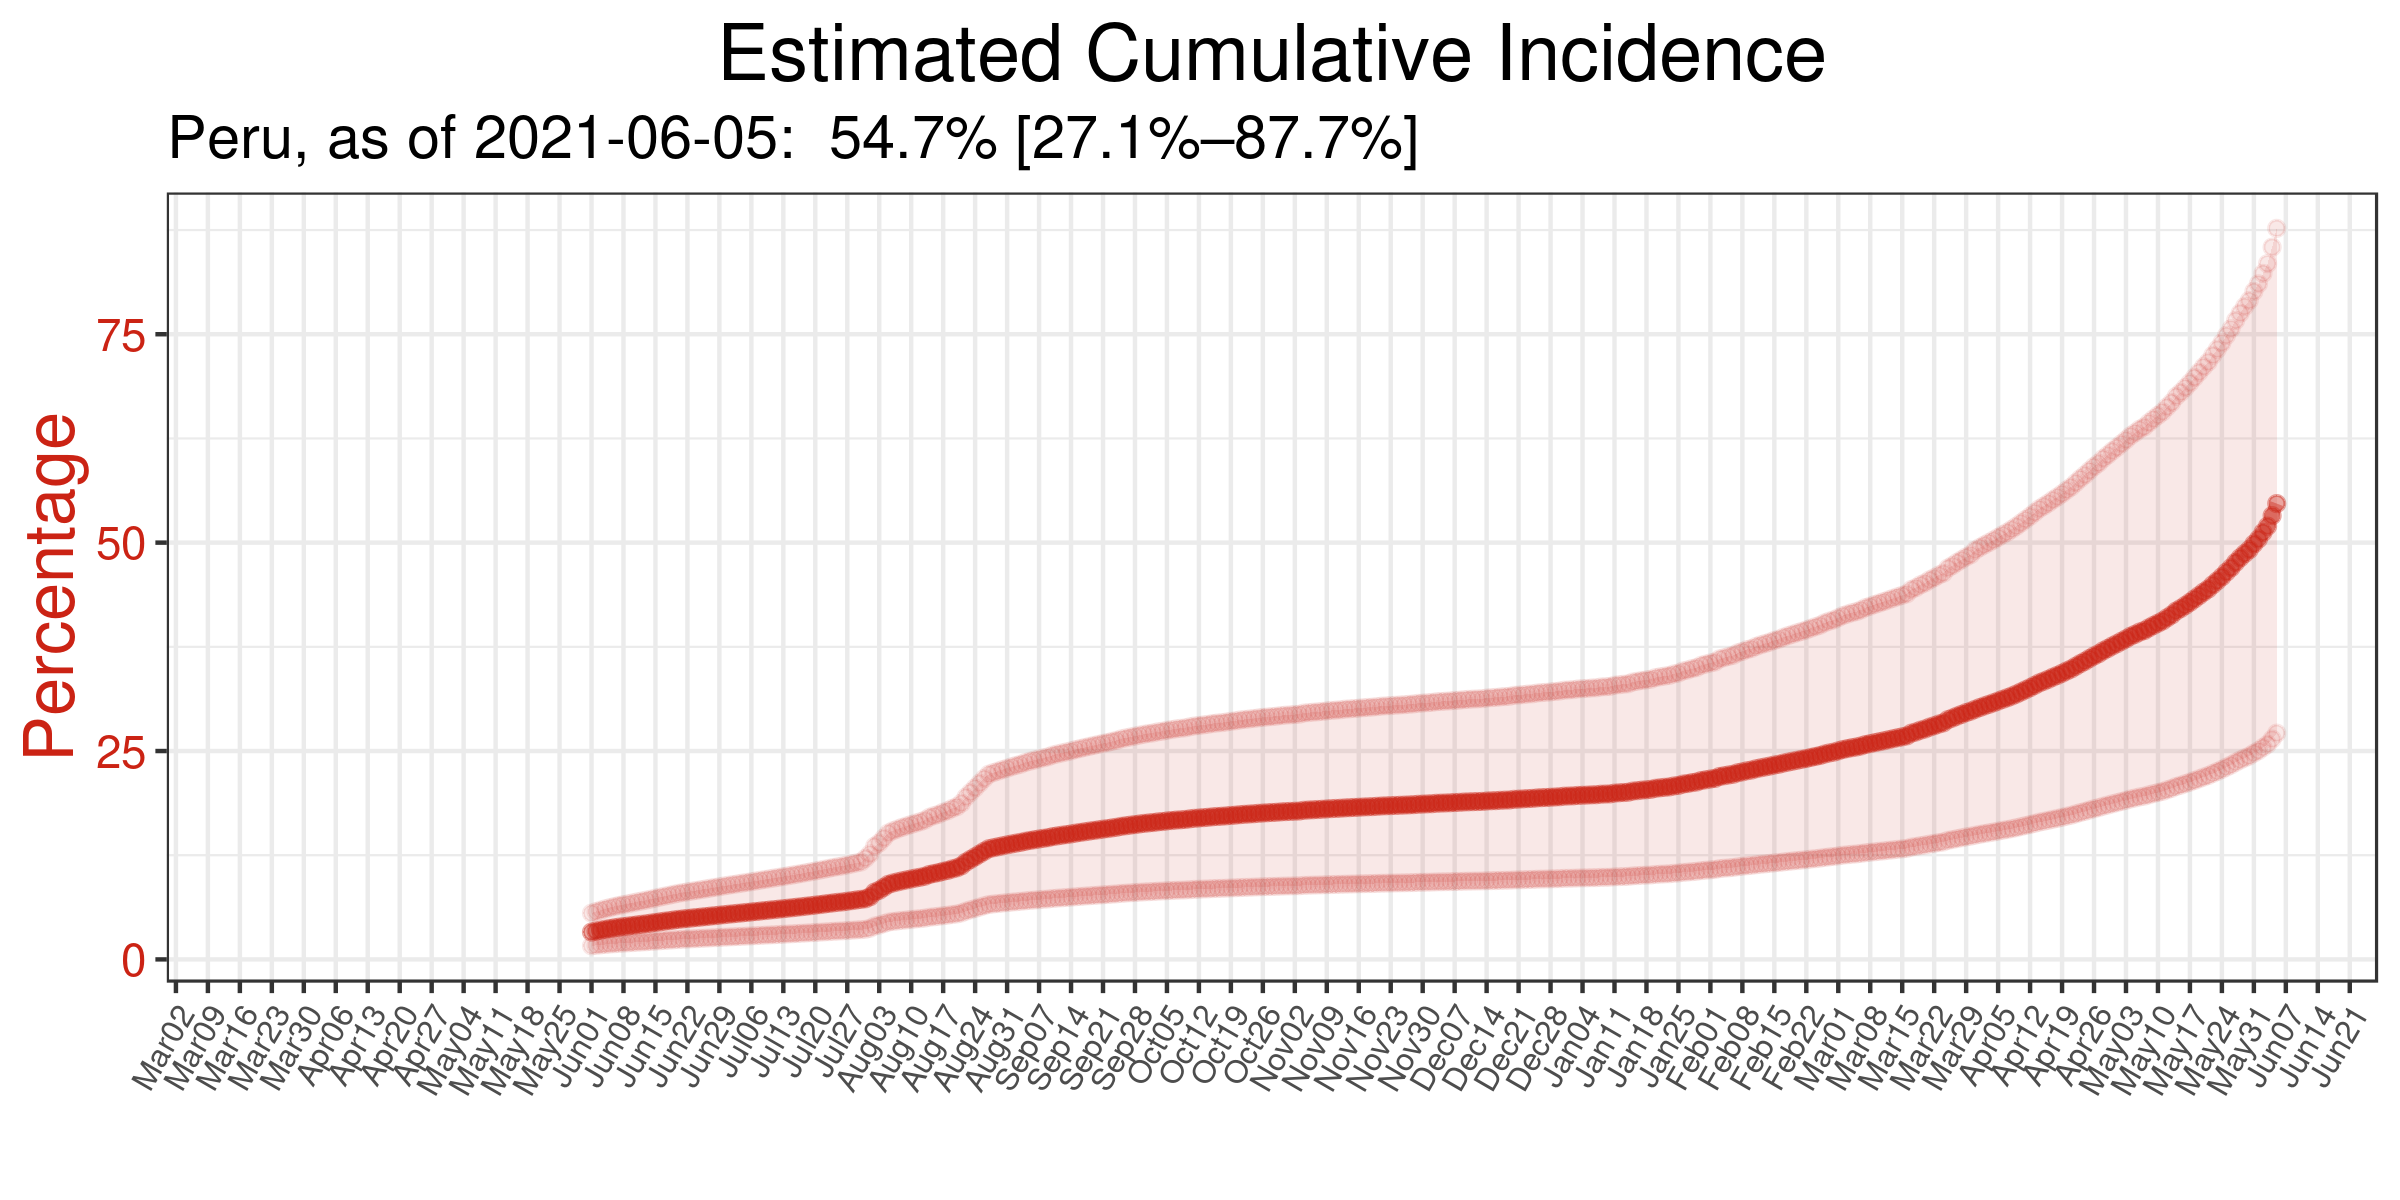 Estimated Cumulative Incidence
Peru, as of 2021-06-05:  54.7% [27.1%–87.7%]
Percentage
75
50
25
0
Mar02 Mar09 Mar16 Mar23 Mar30 Apr06 Apr13 Apr20 Apr27 May04 May11 May18 May25 Jun01 Jun08 Jun15 Jun22 Jun29 Jul06 Jul13 Jul20 Jul27 Aug03 Aug10 Aug17 Aug24 Aug31 Sep07 Sep14 Sep21 Sep28 Oct05 Oct12 Oct19 Oct26 Nov02 Nov09 Nov16 Nov23 Nov30 Dec07 Dec14 Dec21 Dec28 Jan04 Jan11 Jan18 Jan25 Feb01 Feb08 Feb15 Feb22 Mar01 Mar08 Mar15 Mar22 Mar29 Apr05 Apr12 Apr19 Apr26 May03 May10 May17 May24 May31 Jun07 Jun14 Jun21